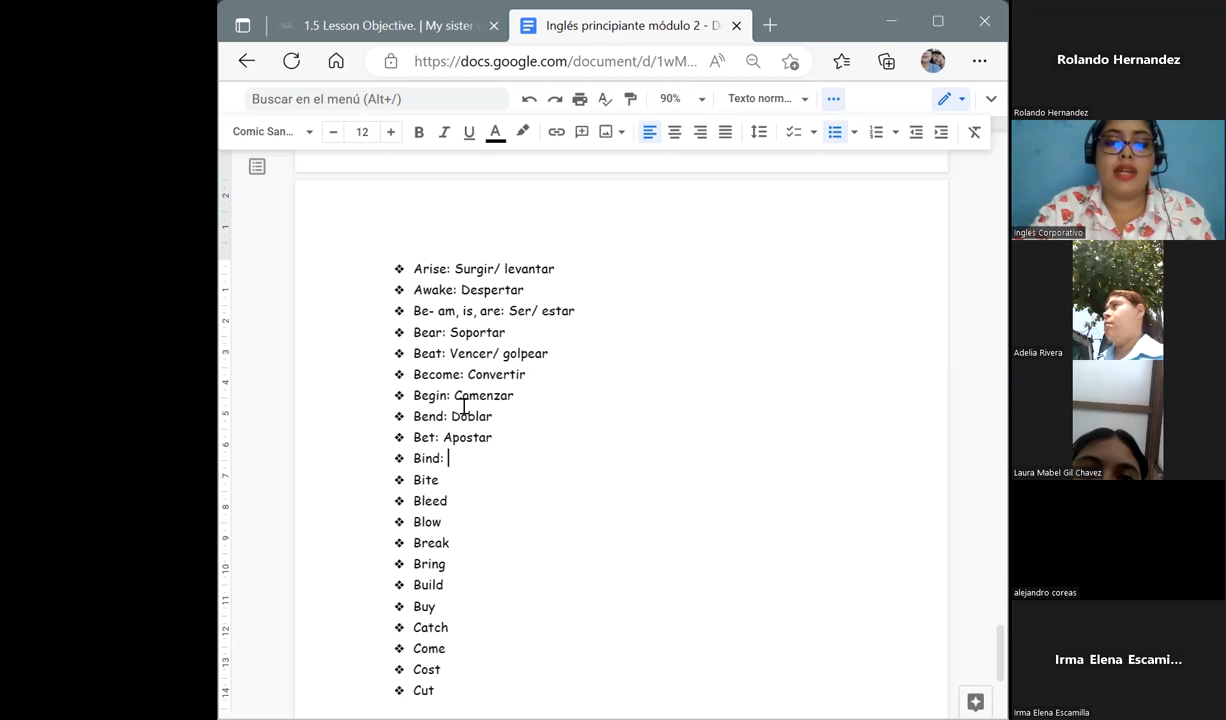 1.5 Lesson Objective. | My sister
Inglés principiante módulo 2 - D
https://docs.google.com/document/d/1wM...
Buscar en el menú (Alt+/)
90%
Texto norm...
Comic San...
12
Arise: Surgir/ levantar
Awake: Despertar
Be- am, is, are: Ser/ estar
Bear: Soportar
Beat: Vencer/ golpear
Become: Convertir
Begin: Comenzar
Bend: Doblar
Bet: Apostar
Bind:
Bite
Bleed
Blow
Break
Bring
Build
Buy
Catch
Come
Cost
Cut
Rolando Hernandez
Rolando Hernandez
Ingles Corporativo
Adelia Rivera
Laura Mabel Gil Chavez
alejandro coreas
Irma Elena Escami...
Irma Elena Escamilla